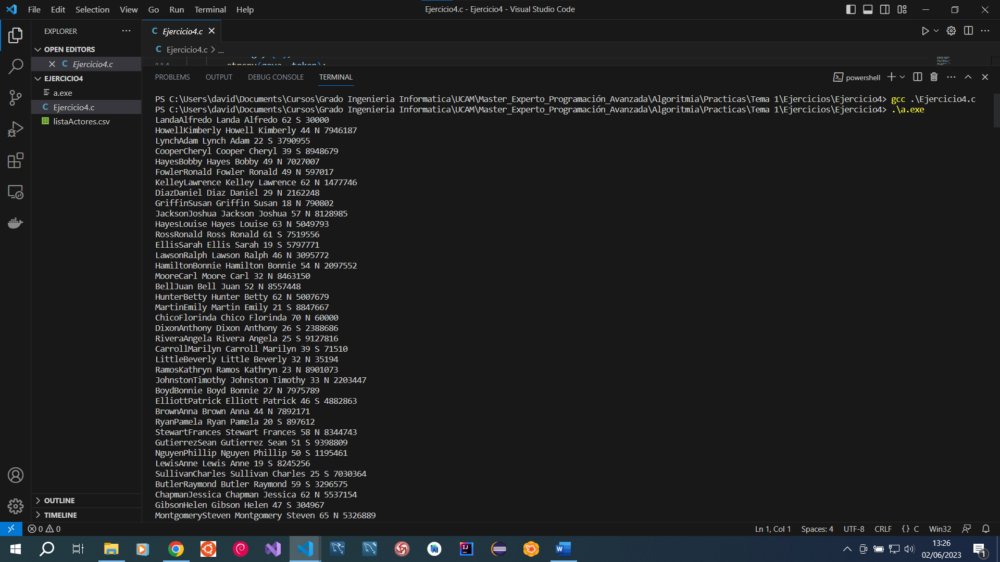 File Edit Selection View Go Run Terminal Help
Ejercicio4.c - Ejercicio4 - Visual Studio Code
EXPLORER
OPEN EDITORS
C Ejercicio4.c
EJERCICIO4
a.exe
C Ejercicio4.c
listaActores.csv
OUTLINE
TIMELINE
C Ejercicio4.c
C Ejercicio4.c > ...
PROBLEMS OUTPUT DEBUG CONSOLE TERMINAL
powershell
PS C:\Users\david\Documents\Cursos\Grado Ingenieria Informatica\UCAM\Master_Experto_Programación_Avanzada\Algoritmia\Practicas\Tema 1\Ejercicios\Ejercicio4> gcc .\Ejercicio4.c
PS C:\Users\david\Documents\Cursos\Grado Ingenieria Informatica\UCAM\Master_Experto_Programación_Avanzada\Algoritmia\Practicas\Tema 1\Ejercicios\Ejercicio4> .\a.exe
LandaAlfredo Landa Alfredo 62 S 30000
HowellKimberly Howell Kimberly 44 N 7946187
LynchAdam Lynch Adam 22 S 3790955
CooperCheryl Cooper Cheryl 39 S 8948679
HayesBobby Hayes Bobby 49 N 7027007
FowlerRonald Fowler Ronald 49 N 597017
KelleyLawrence Kelley Lawrence 62 N 1477746
DiazDaniel Diaz Daniel 29 N 2162248
GriffinSusan Griffin Susan 18 N 790802
JacksonJoshua Jackson Joshua 57 N 8128985
HayesLouise Hayes Louise 63 N 5049793
RossRonald Ross Ronald 61 S 7519556
EllisSarah Ellis Sarah 19 S 5797771
LawsonRalph Lawson Ralph 46 N 3095772
HamiltonBonnie Hamilton Bonnie 54 N 2097552
MooreCarl Moore Carl 32 N 8463150
BellJuan Bell Juan 52 N 8557448
HunterBetty Hunter Betty 62 N 5007679
MartinEmily Martin Emily 21 S 8847667
ChicoFlorinda Chico Florinda 70 N 60000
DixonAnthony Dixon Anthony 26 S 2388686
RiveraAngela Rivera Angela 25 S 9127816
CarrollMarilyn Carroll Marilyn 39 S 71510
LittleBeverly Little Beverly 32 N 35194
RamosKathryn Ramos Kathryn 23 N 8901073
JohnstonTimothy Johnston Timothy 33 N 2203447
BoydBonnie Boyd Bonnie 27 N 7975789
ElliottPatrick Elliott Patrick 46 S 4882863
BrownAnna Brown Anna 44 N 7892171
RyanPamela Ryan Pamela 20 S 897612
StewartFrances Stewart Frances 58 N 8344743
GutierrezSean Gutierrez Sean 51 S 9398809
NguyenPhillip Nguyen Phillip 50 S 1195461
LewisAnne Lewis Anne 19 S 8245256
SullivanCharles Sullivan Charles 25 S 7030364
ButlerRaymond Butler Raymond 59 S 3296575
ChapmanJessica Chapman Jessica 62 N 5537154
GibsonHelen Gibson Helen 47 S 304967
MontgomerySteven Montgomery Steven 65 N 5326889
0 0
Ln 1, Col 1 Spaces: 4 UTF-8 CRLF {} C Win32
13:26
02/06/2023
1